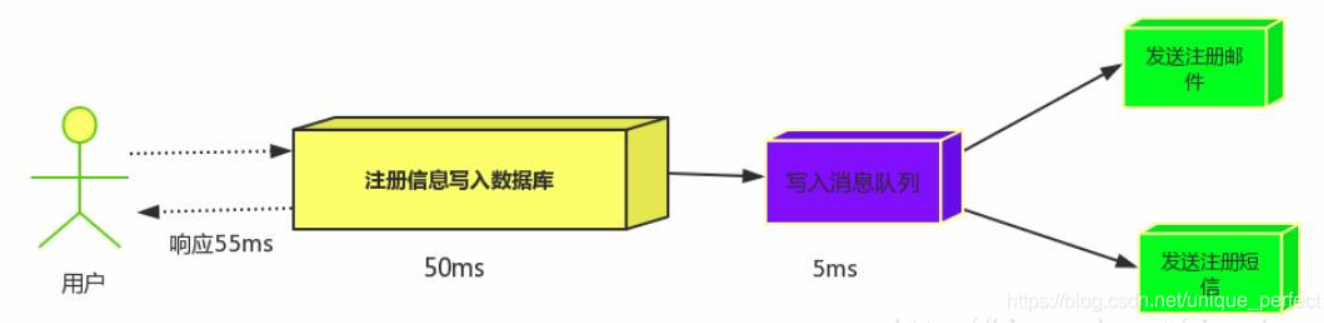 发送注册邮
件
注册信息写入数据库
写入消息队列
响应55ms
用户
50ms
5ms
发送注册短
信
https://blog.csdn.net/unique_perfect